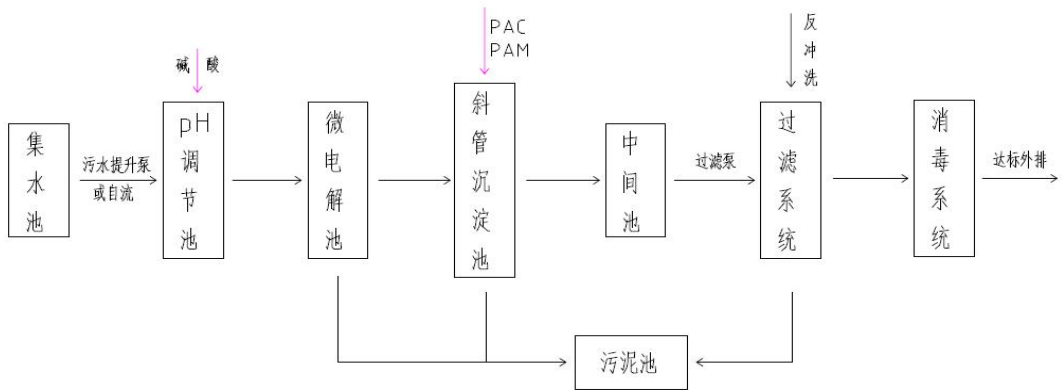 集水池
污水提升泵
或自流
碱 酸
pH调节池
微电解池
PAC
PAM
斜管沉淀池
中间池
过滤泵
反冲洗
过滤系统
消毒系统
达标外排
污泥池